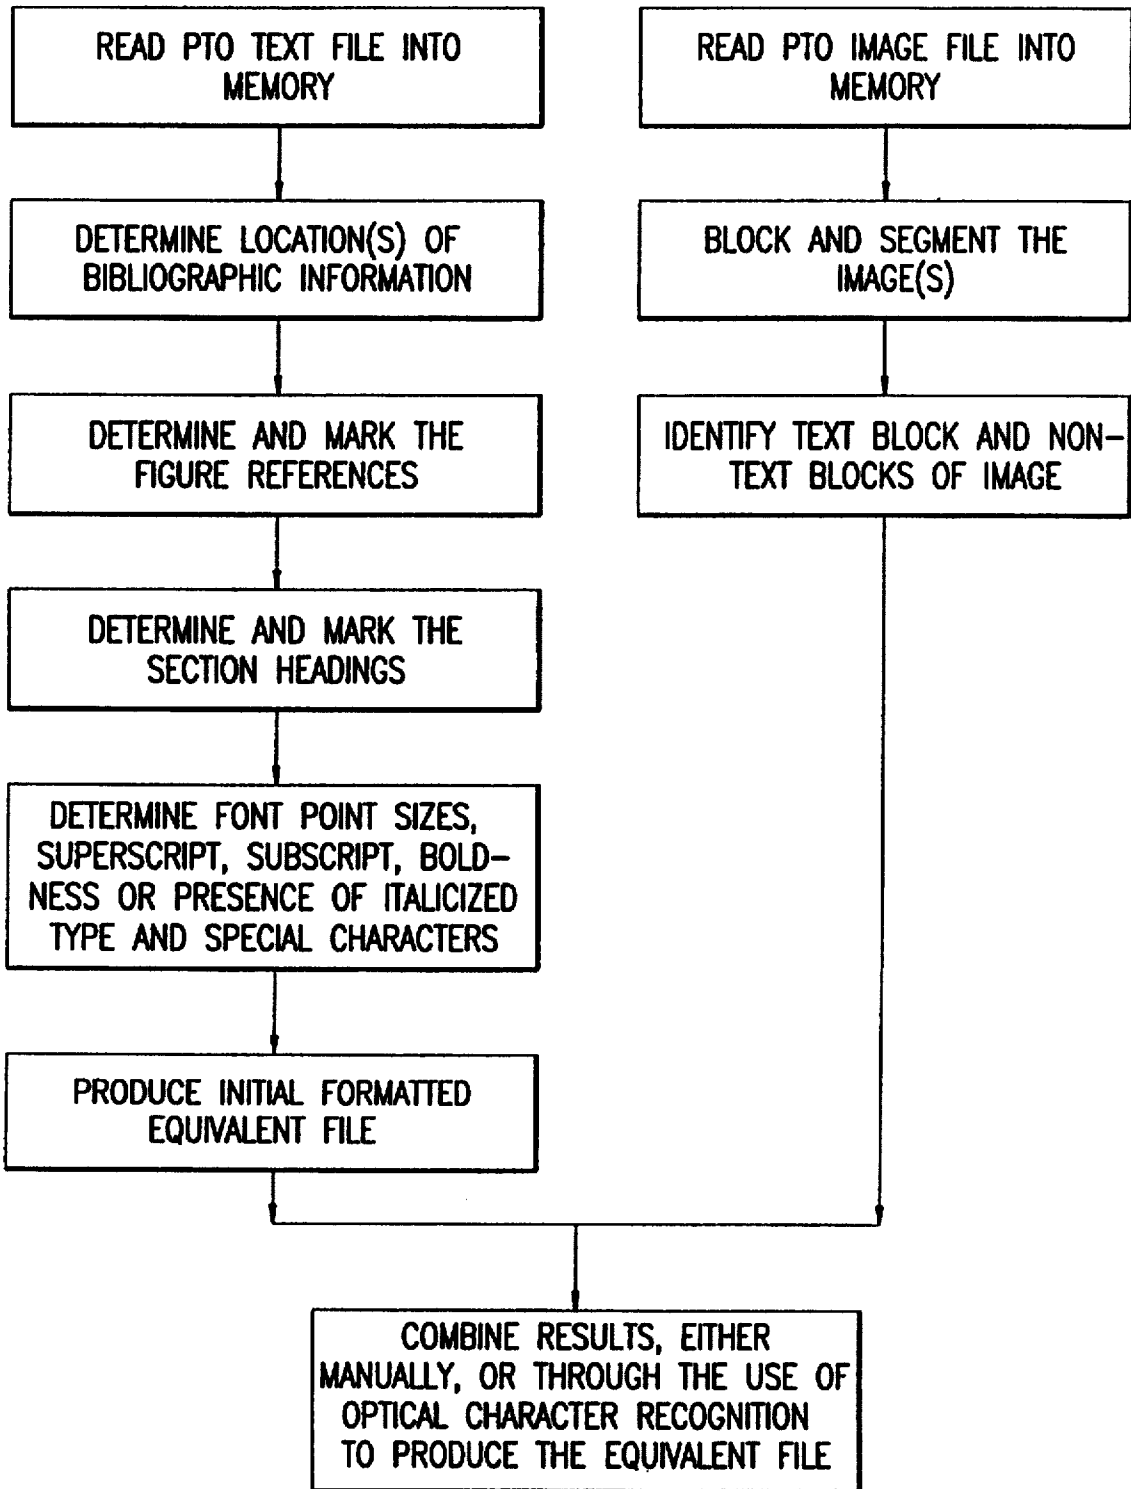 READ PTO TEXT FILE INTO
MEMORY
DETERMINE LOCATION(S) OF
BIBLIOGRAPHIC INFORMATION
DETERMINE AND MARK THE
FIGURE REFERENCES
DETERMINE AND MARK THE
SECTION HEADINGS
DETERMINE FONT POINT SIZES,
SUPERSCRIPT, SUBSCRIPT, BOLD-
NESS OR PRESENCE OF ITALICIZED
TYPE AND SPECIAL CHARACTERS
PRODUCE INITIAL FORMATTED
EQUIVALENT FILE
READ PTO IMAGE FILE INTO
MEMORY
BLOCK AND SEGMENT THE
IMAGE(S)
IDENTIFY TEXT BLOCK AND NON-
TEXT BLOCKS OF IMAGE
COMBINE RESULTS, EITHER
MANUALLY, OR THROUGH THE USE OF
OPTICAL CHARACTER RECOGNITION
TO PRODUCE THE EQUIVALENT FILE